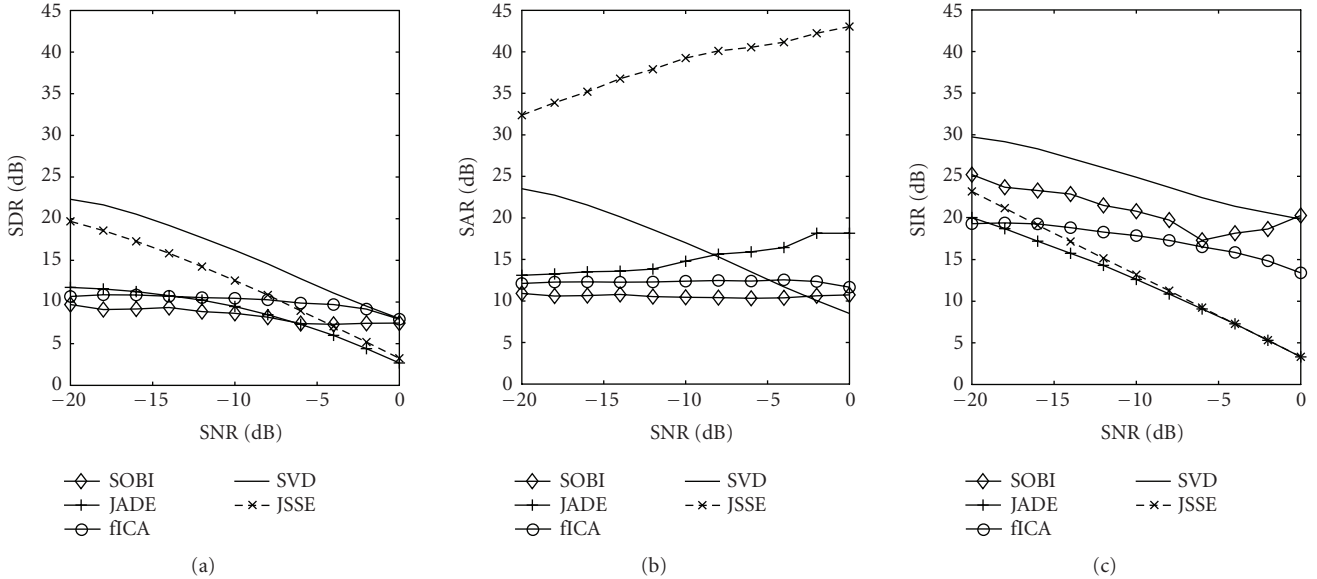 45
40
35
30
25
20
15
10
5
0
SDR (dB)
−20 −15 −10 −5 0
SNR (dB)
SOBI
JADE
fICA
SVD
JSSE
(a)
45
40
35
30
25
20
15
10
5
0
SAR (dB)
−20 −15 −10 −5 0
SNR (dB)
SOBI
JADE
fICA
SVD
JSSE
(b)
45
40
35
30
25
20
15
10
5
0
SIR (dB)
−20 −15 −10 −5 0
SNR (dB)
SOBI
JADE
fICA
SVD
JSSE
(c)